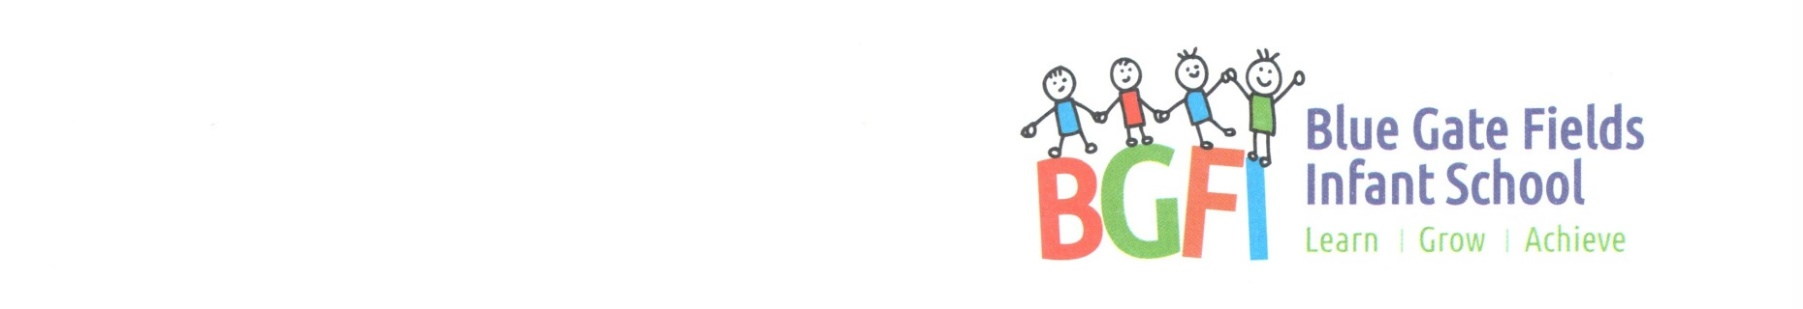 BGFI
Blue Gate Fields
Infant School
Learn | Grow | Achieve